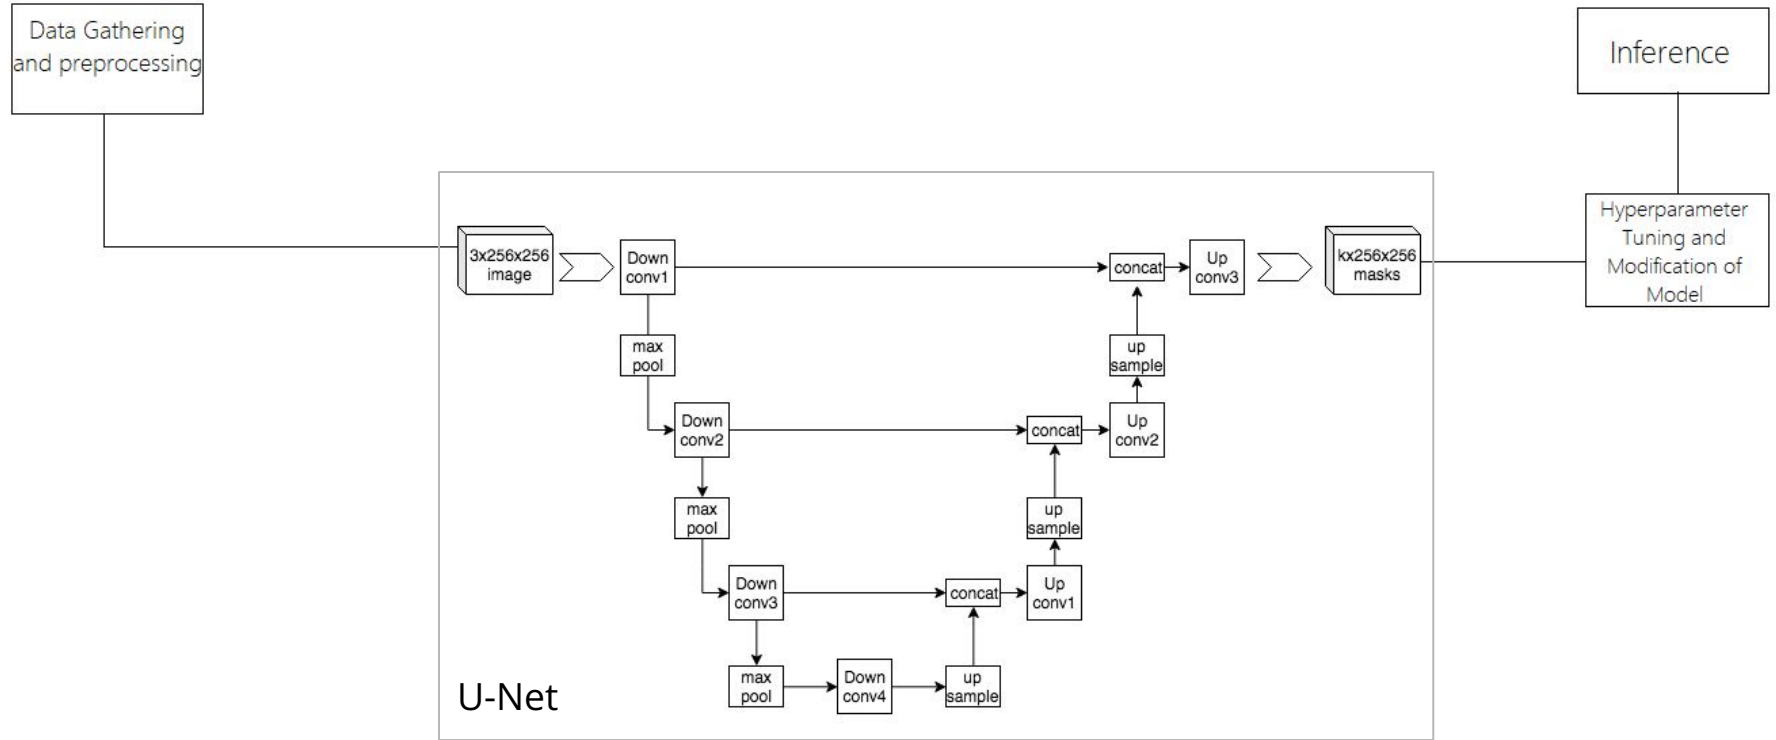 Data Gathering
and preprocessing
Inference
Hyperparameter
Tuning and
Modification of
Model
3x256x256
image
Down
conv1
concat
Up
conv3
kx256x256
masks
max
pool
up
sample
Down
conv2
concat
Up
conv2
max
pool
up
sample
Down
conv3
concat
Up
conv1
max
pool
Down
conv4
up
sample
U-Net